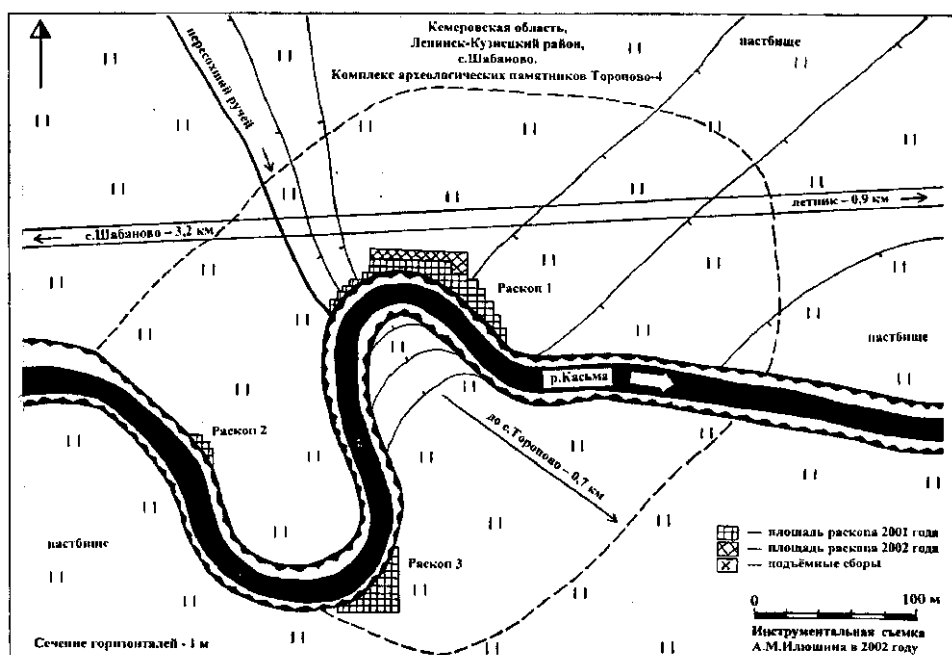 Кемеровская область,
Ленинск-Кузнецкий район,
с.Шабаново.
Комплекс археологических памятников Торопово-4
пастбище
пересохший ручей
летник – 0,9 км
с.Шабаново – 3,2 км
Раскоп 1
пастбище
р.Касьма
Раскоп 2
до с.Торопово – 0,7 км
пастбище
Раскоп 3
– площадь раскопа 2001 года
– площадь раскопа 2002 года
– подъёмные сборы
0 100 м
Сечение горизонталей - 1 м
Инструментальная съемка
А.М.Илюшина в 2002 году